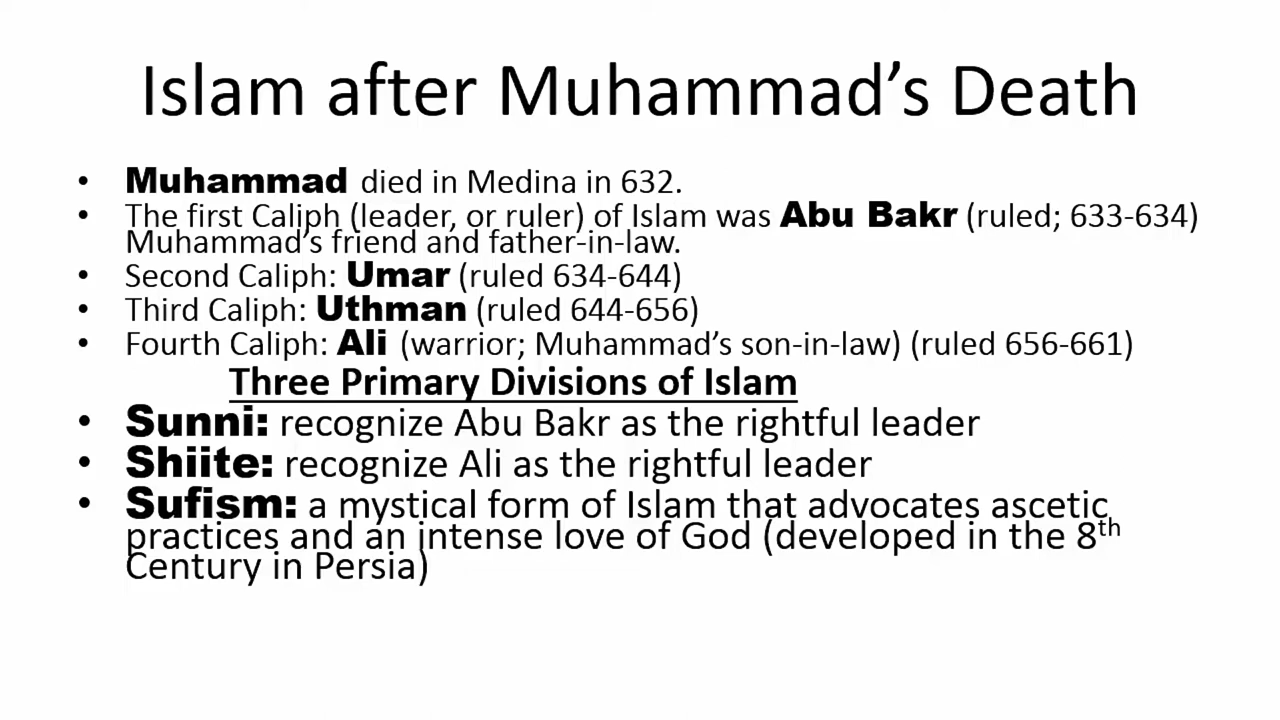 Islam after Muhammad’s Death
• Muhammad died in Medina in 632.
• The first Caliph (leader, or ruler) of Islam was Abu Bakr (ruled; 633-634)
Muhammad’s friend and father-in-law.
• Second Caliph: Umar (ruled 634-644)
• Third Caliph: Uthman (ruled 644-656)
• Fourth Caliph: Ali (warrior; Muhammad’s son-in-law) (ruled 656-661)
Three Primary Divisions of Islam
• Sunni: recognize Abu Bakr as the rightful leader
• Shiite: recognize Ali as the rightful leader
• Sufism: a mystical form of Islam that advocates ascetic
practices and an intense love of God (developed in the 8th
Century in Persia)